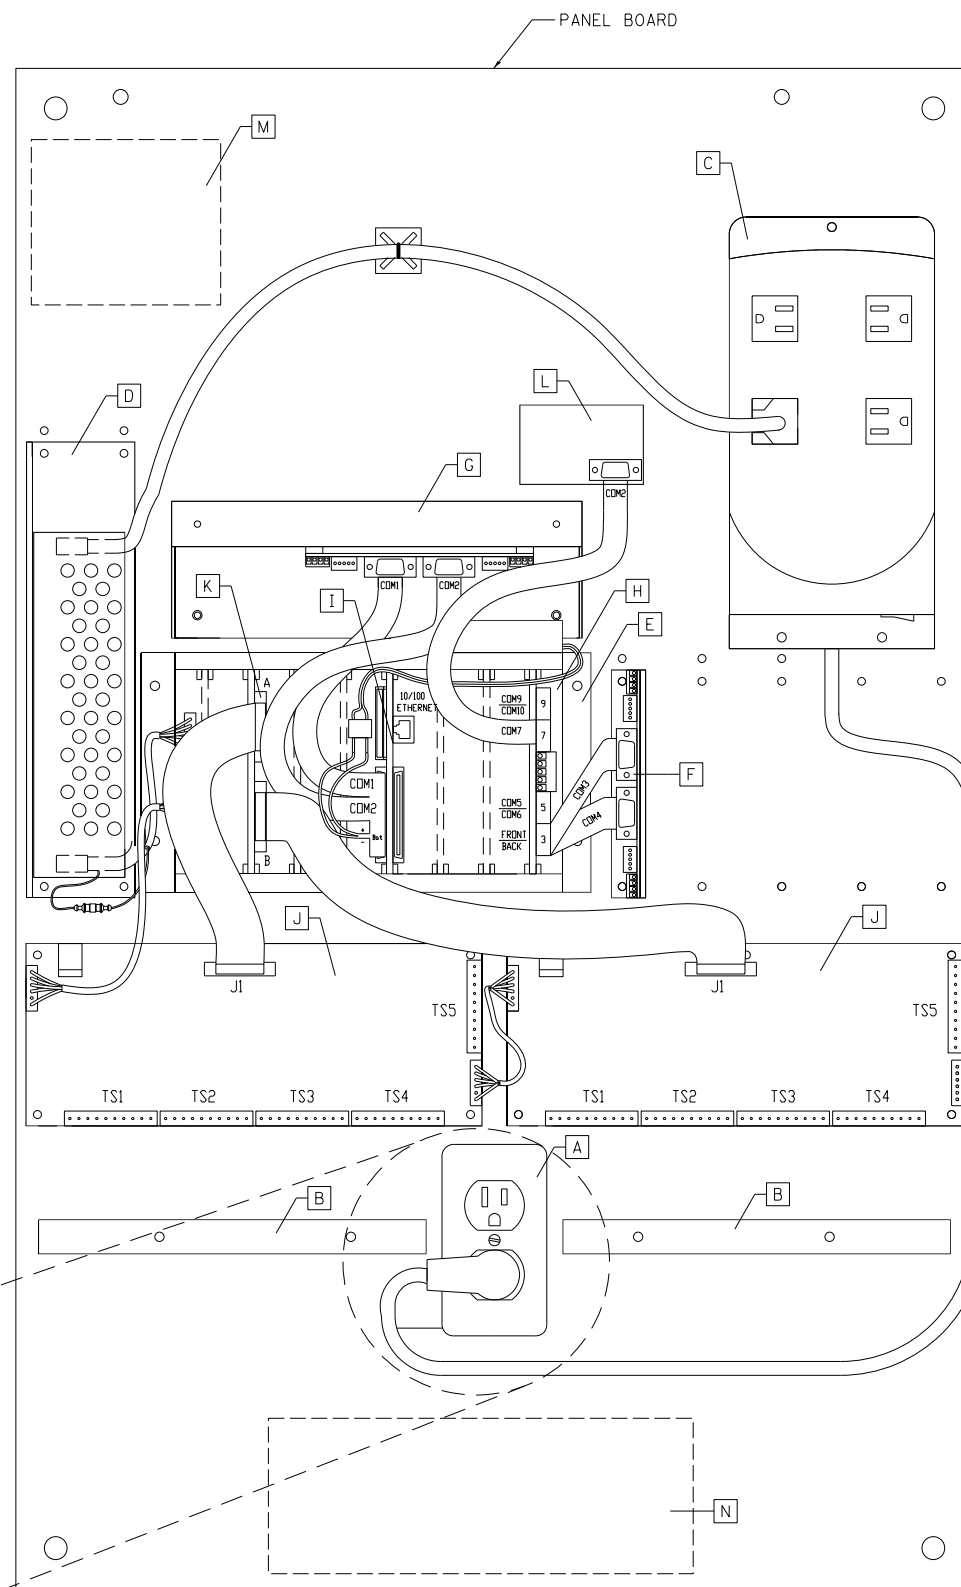 PANEL BOARD
M
C
L
D
COM2
G
K
COM1
COM2
I
H
E
A
10/100
ETHERNET
COM9
COM10
9
COM7
7
F
COM1
COM2
COM3
COM4
COM5
COM6
5
+
Bat
-
FRONT
BACK
3
B
J
J
J1
J1
TS5
TS5
TS1
TS2
TS3
TS4
TS1
TS2
TS3
TS4
A
B
B
N